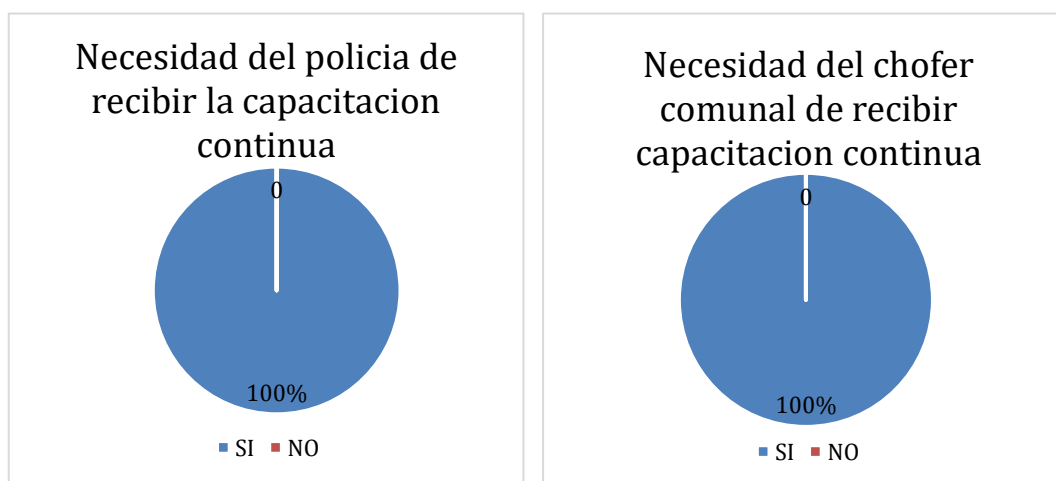 Necesidad del policia de
recibir la capacitacion
continua
0
100%
SI NO
Necesidad del chofer
comunal de recibir
capacitacion continua
0
100%
SI NO